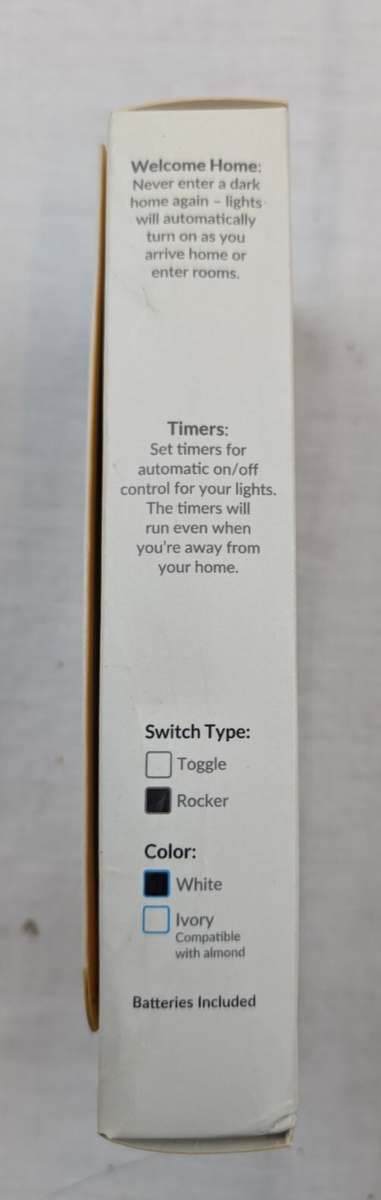 Welcome Home:
Never enter a dark
home again – lights
will automatically
turn on as you
arrive home or
enter rooms.
Timers:
Set timers for
automatic on/off
control for your lights.
The timers will
run even when
you're away from
your home.
Switch Type:
Toggle
Rocker
Color:
White
Ivory
Compatible
with almond
Batteries Included